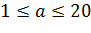 1 ≤ a ≤ 20